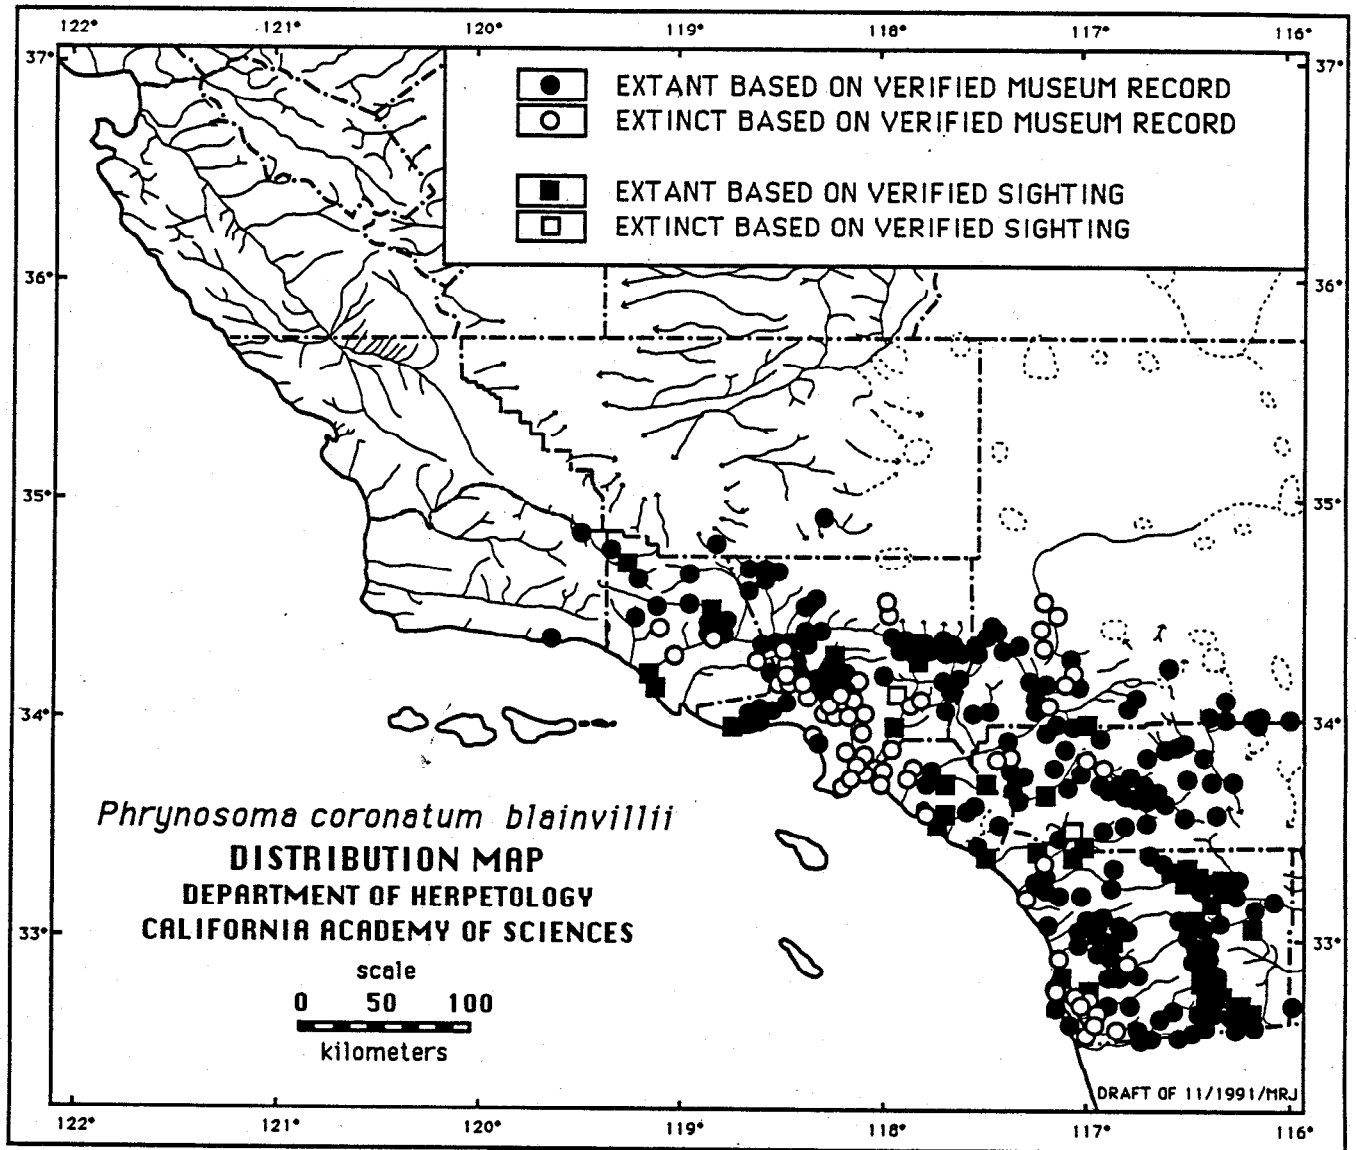 122° 121° 120° 119° 118° 117° 116°
37° 37°
EXTANT BASED ON VERIFIED MUSEUM RECORD
EXTINCT BASED ON VERIFIED MUSEUM RECORD
EXTANT BASED ON VERIFIED SIGHTING
EXTINCT BASED ON VERIFIED SIGHTING
36° 36°
35° 35°
34° 34°
Phrynosoma coronatum blainvillii
DISTRIBUTION MAP
DEPARTMENT OF HERPETOLOGY
CALIFORNIA ACADEMY OF SCIENCES
33° 33°
scale
0 50 100
kilometers
DRAFT OF 11/1991/MRJ
122° 121° 120° 119° 118° 117° 116°